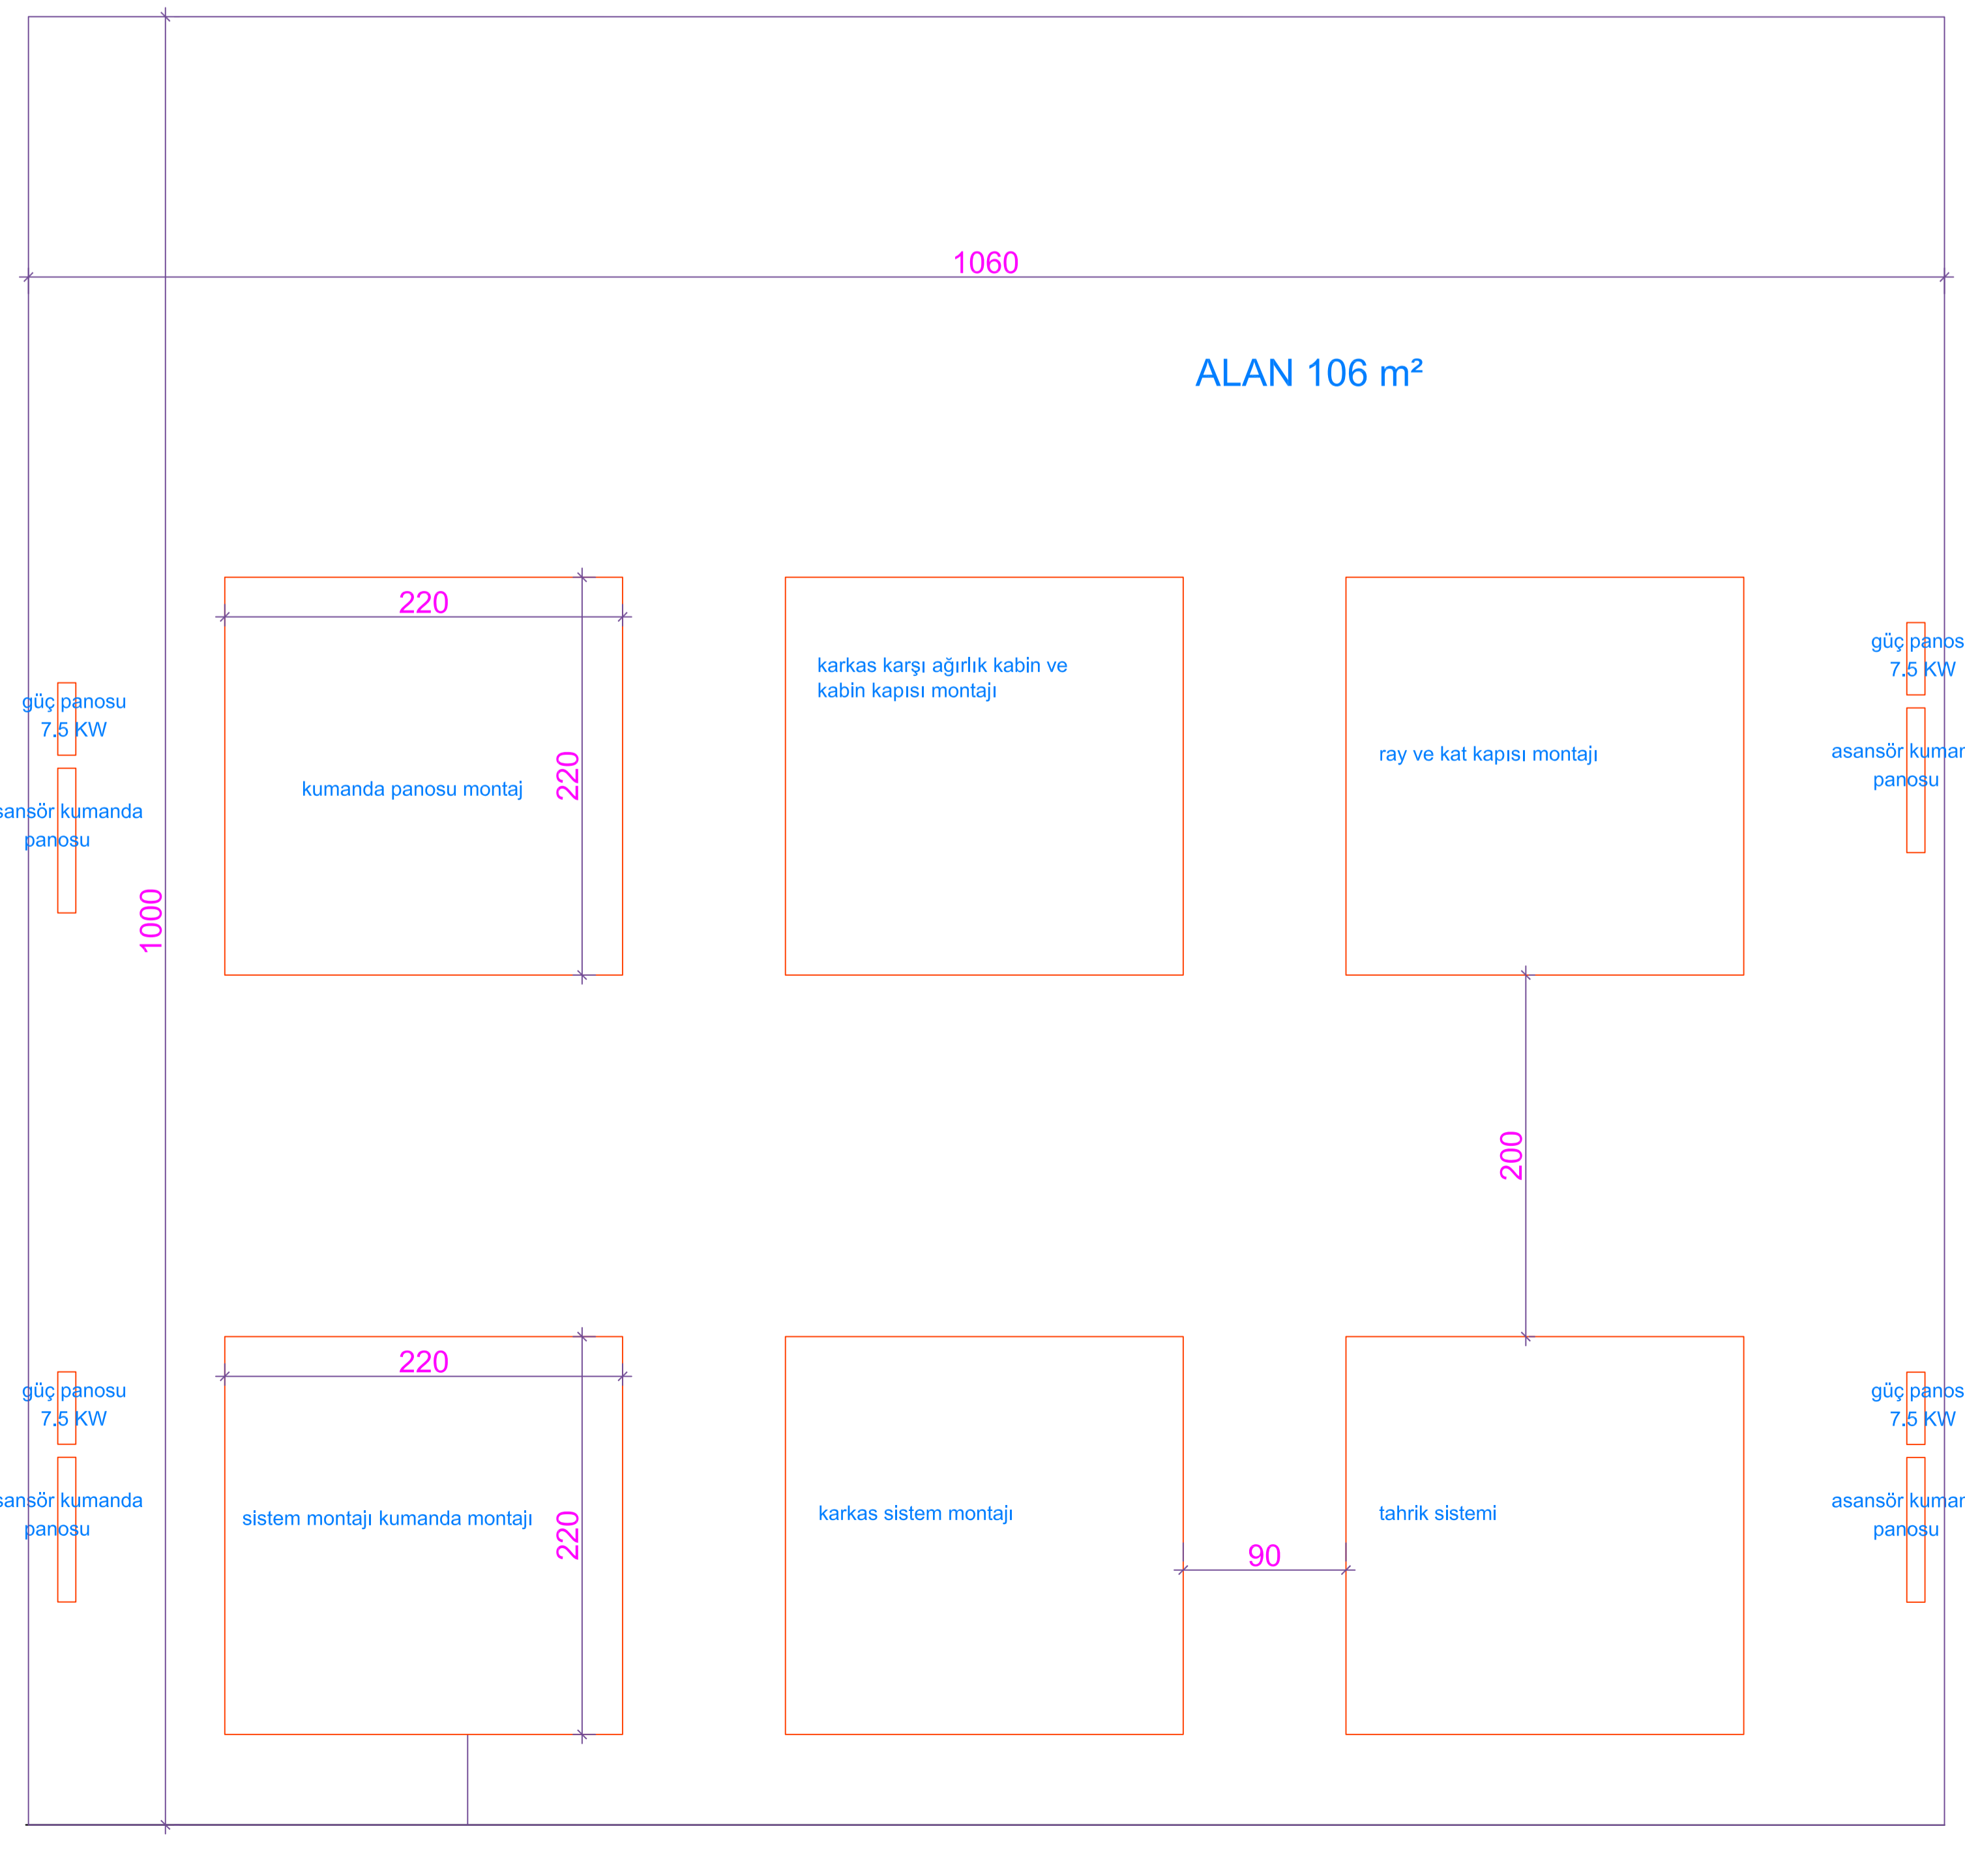 1060
ALAN 106 m²
220
220
karkas karşı ağırlık kabin ve
kabin kapısı montajı
ray ve kat kapısı montajı
kumanda panosu montaj
güç panosu
7.5 KW
sansör kumanda
panosu
güç panos
7.5 KW
asansör kumar
panosu
1000
200
220
220
sistem montajı kumanda montajı
karkas sistem montajı
tahrik sistemi
90
güç panosu
7.5 KW
sansör kumanda
panosu
güç panos
7.5 KW
asansör kumar
panosu